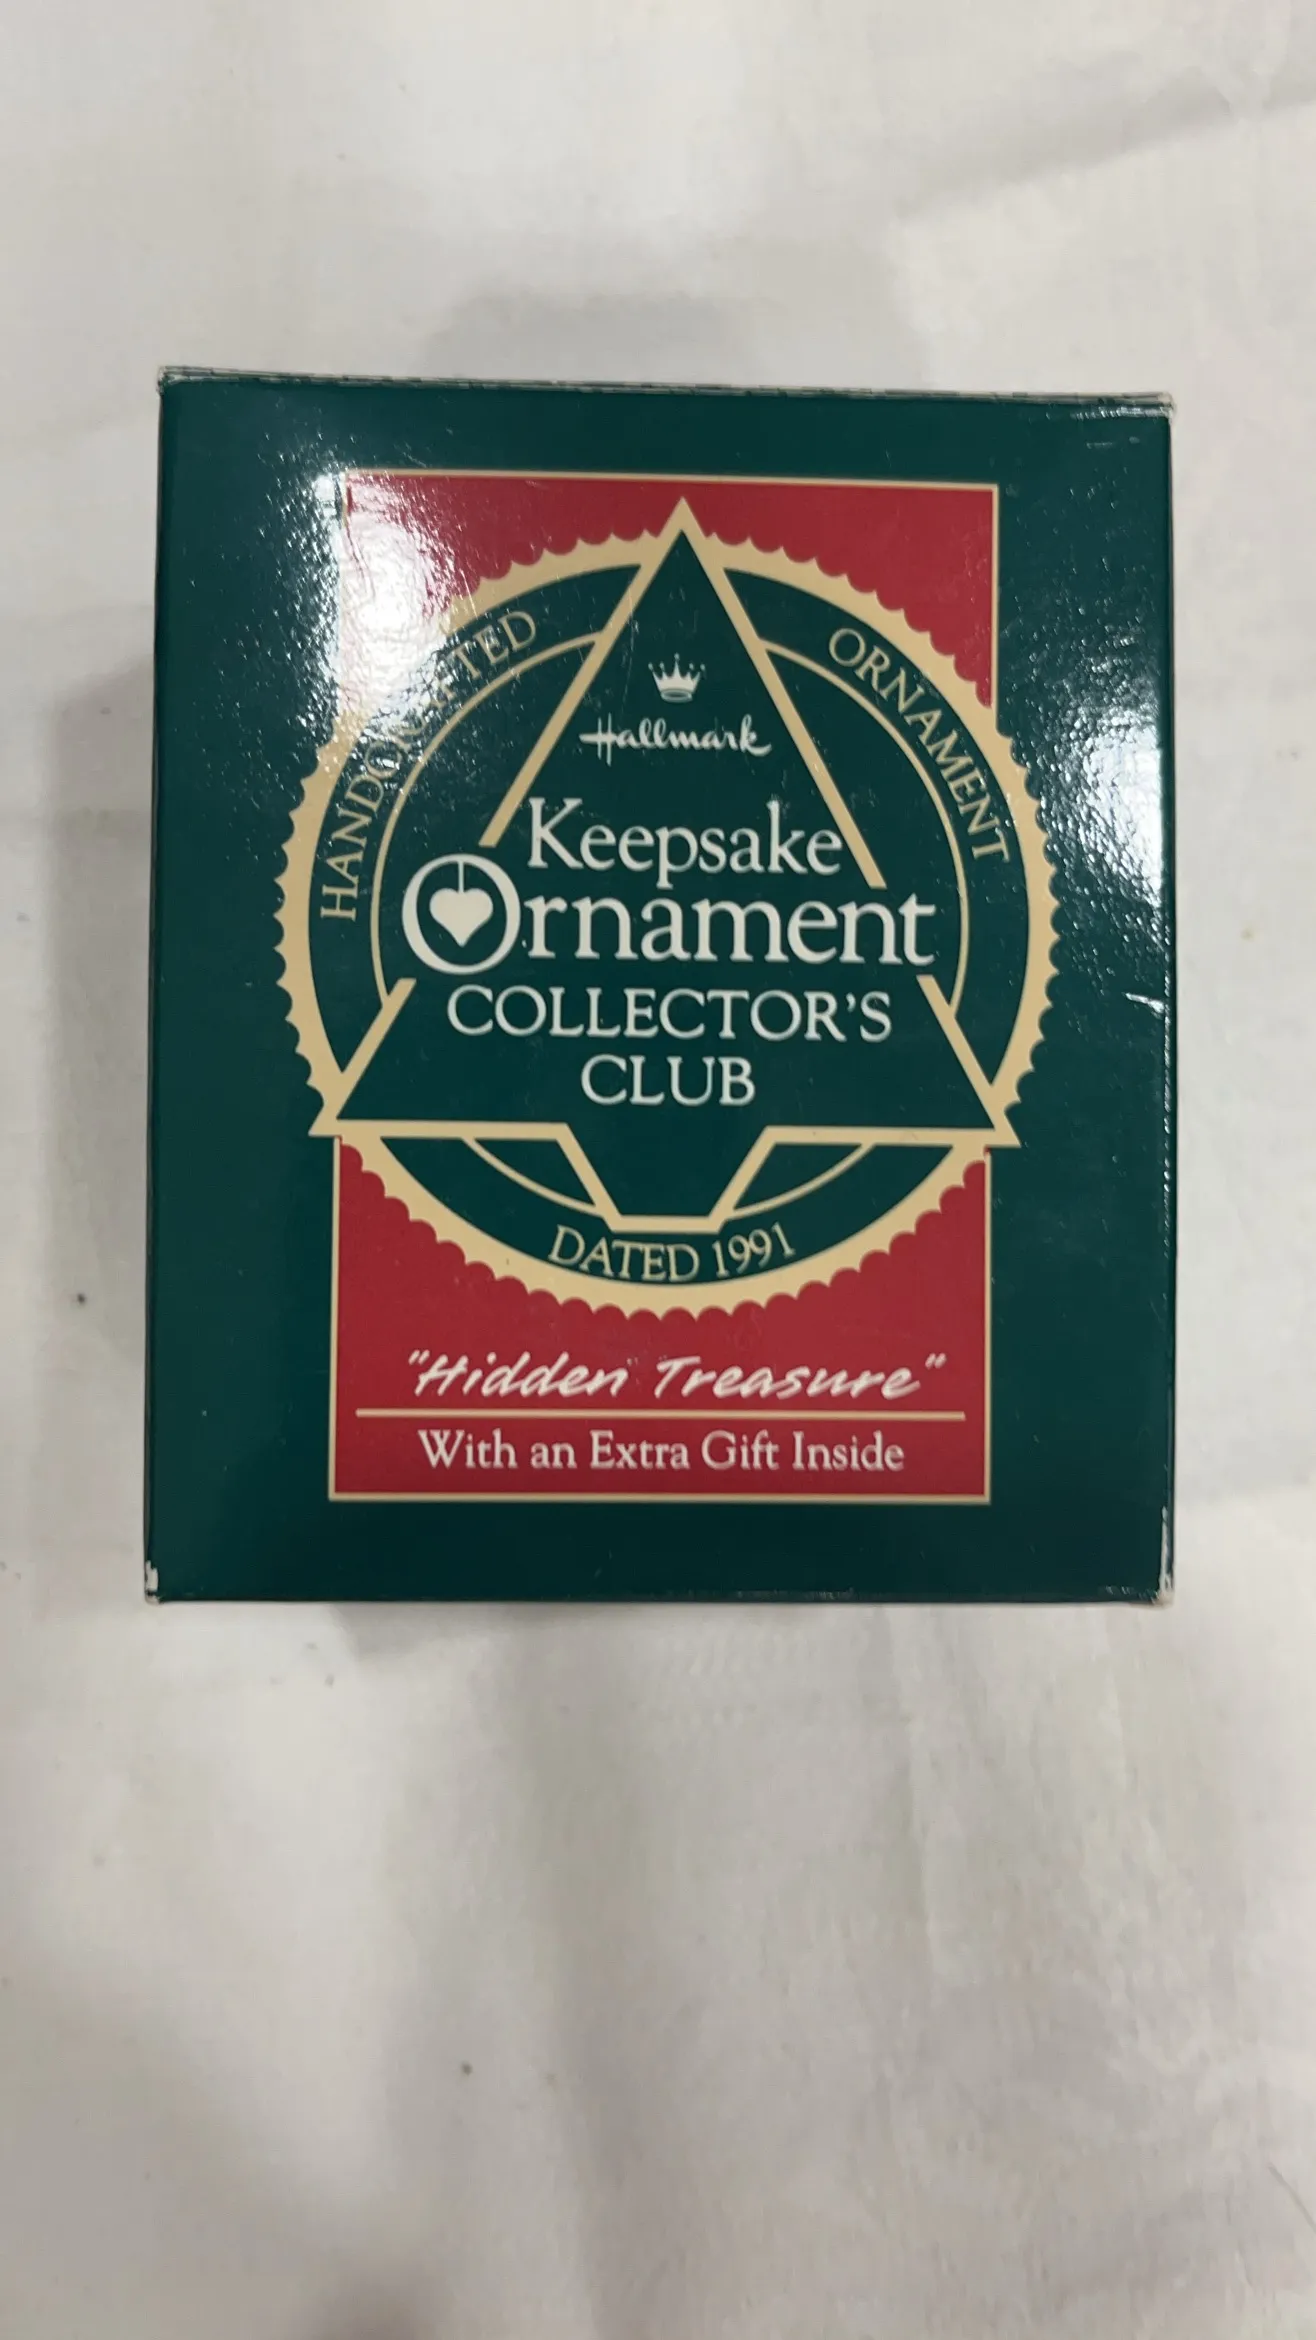 HANDCRAFTED
ORNAMENT
Hallmark
Keepsake
Ornament
COLLECTOR'S
CLUB
DATED 1991
"Hidden Treasure"
With an Extra Gift Inside